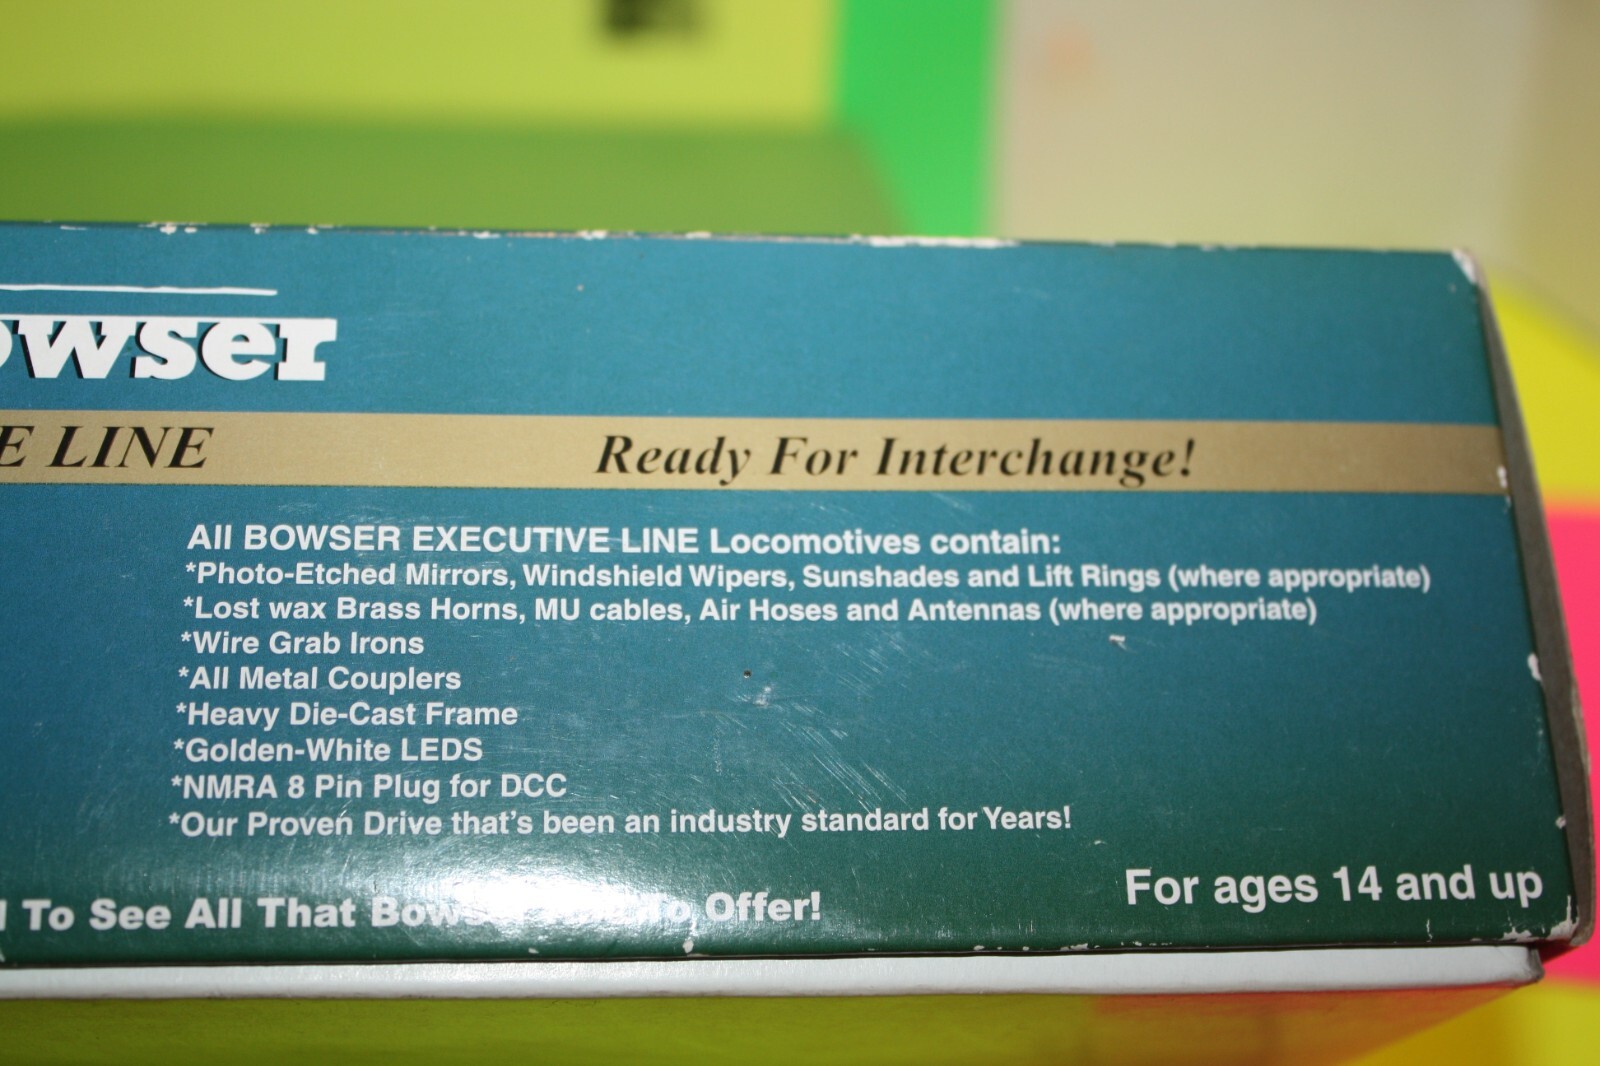 owser
E LINE
Ready For Interchange!
All BOWSER EXECUTIVE LINE Locomotives contain:
*Photo-Etched Mirrors, Windshield Wipers, Sunshades and Lift Rings (where appropriate)
*Lost wax Brass Horns, MU cables, Air Hoses and Antennas (where appropriate)
*Wire Grab Irons
*All Metal Couplers
*Heavy Die-Cast Frame
*Golden-White LEDS
*NMRA 8 Pin Plug for DCC
*Our Proven Drive that's been an industry standard for Years!
To See All That Bowser To Offer!
For ages 14 and up